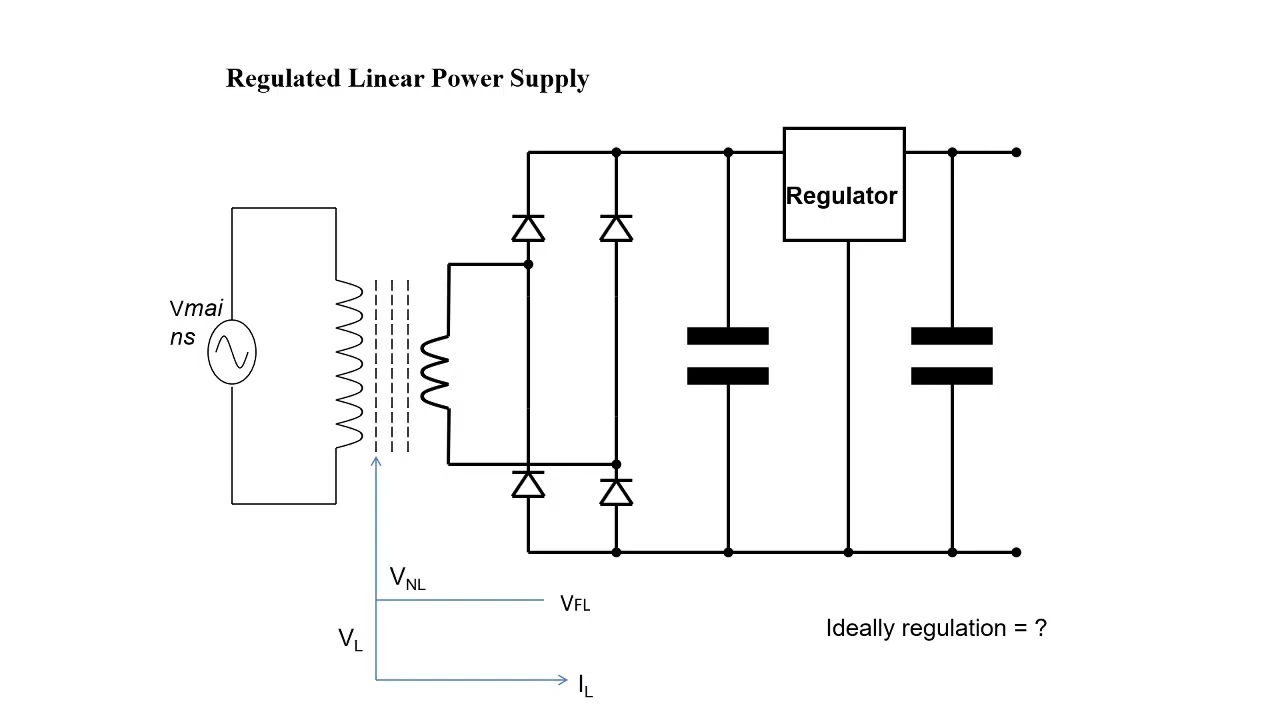 Regulated Linear Power Supply
Regulator
Vmai
ns
VNL
VFL
VL
IL
Ideally regulation = ?